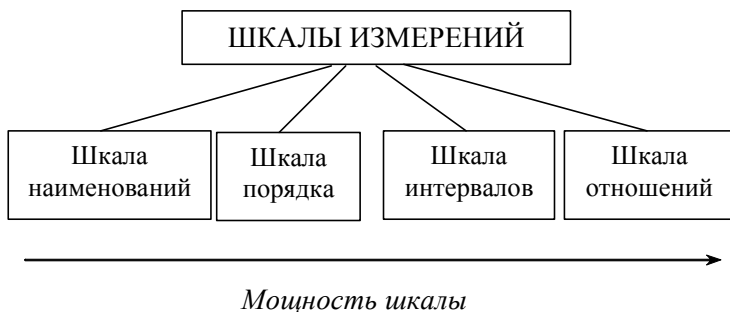 ШКАЛЫ ИЗМЕРЕНИЙ
Шкала
наименований
Шкала
порядка
Шкала
интервалов
Шкала
отношений
Мощность шкалы